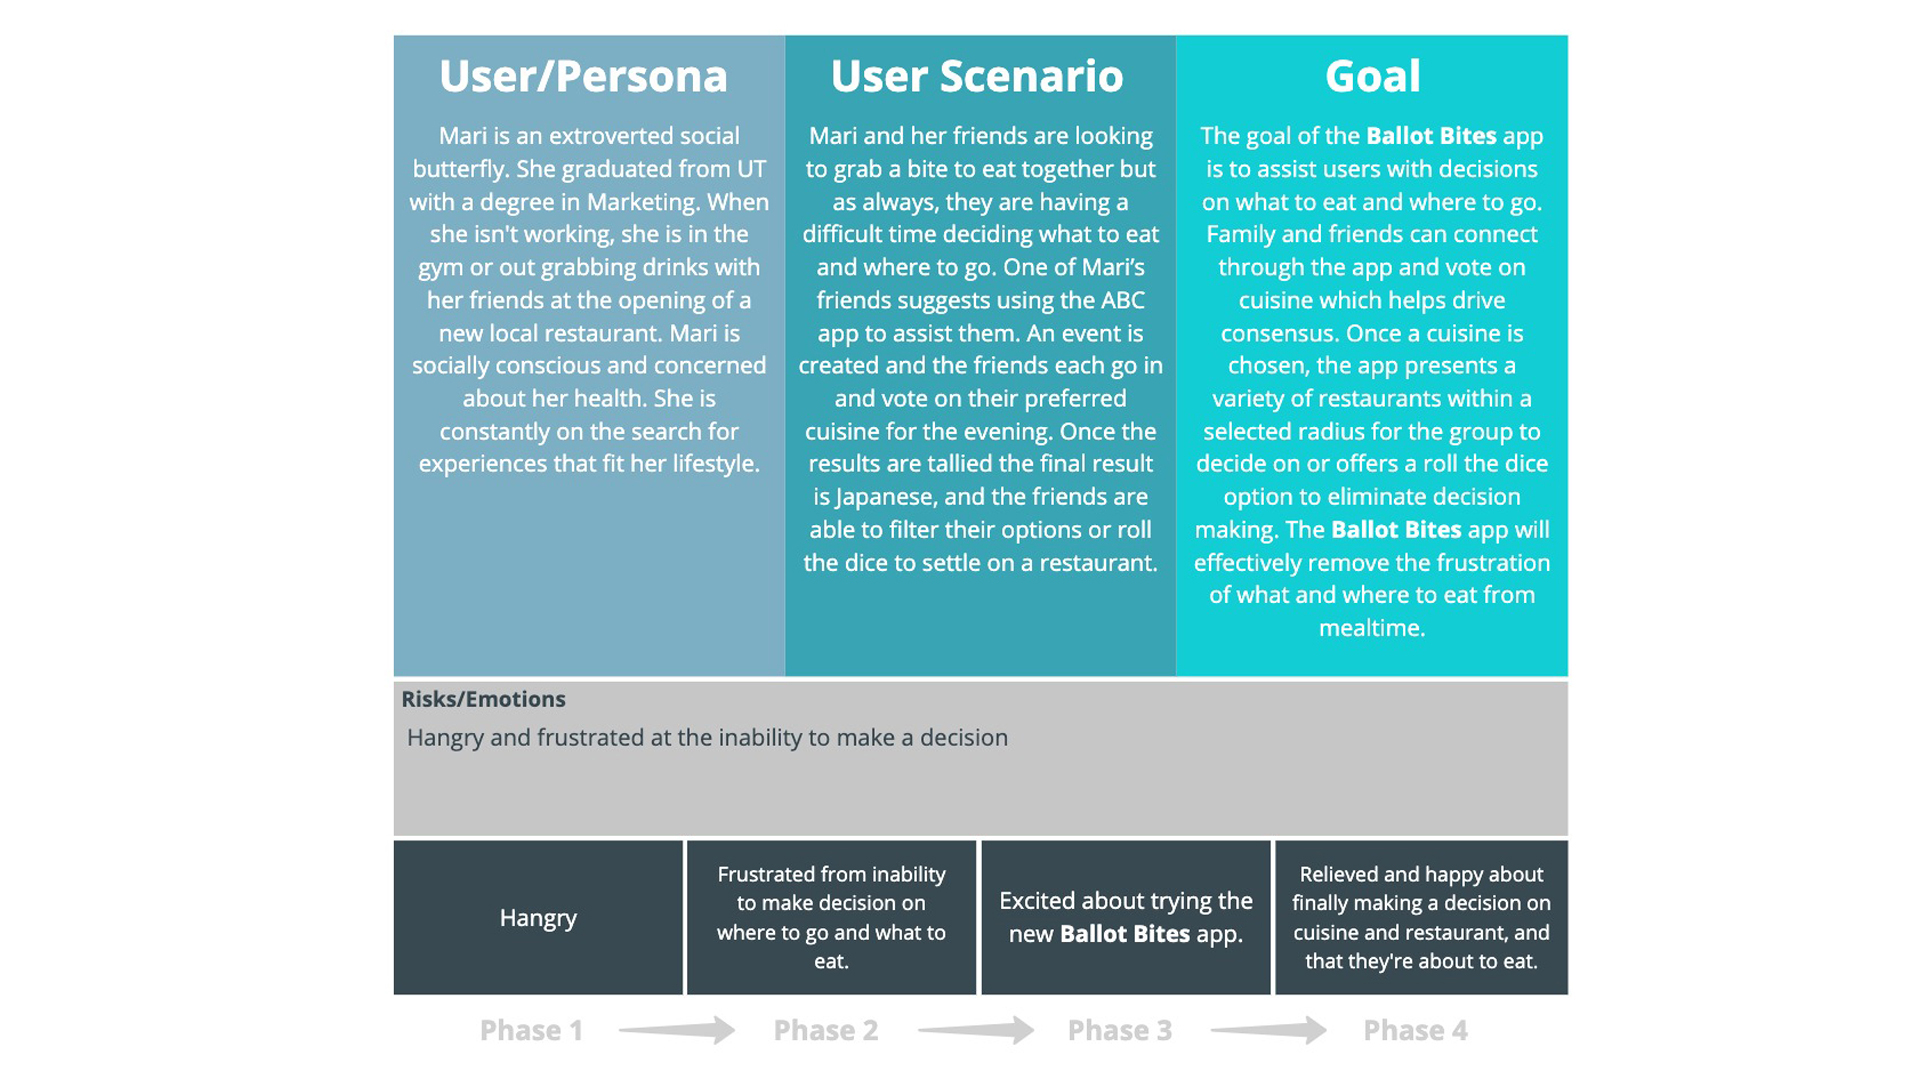 User/Persona
Mari is an extroverted social
butterfly. She graduated from UT
with a degree in Marketing. When
she isn't working, she is in the
gym or out grabbing drinks with
her friends at the opening of a
new local restaurant. Mari is
socially conscious and concerned
about her health. She is
constantly on the search for
experiences that fit her lifestyle.
User Scenario
Mari and her friends are looking
to grab a bite to eat together but
as always, they are having a
difficult time deciding what to eat
and where to go. One of Mari’s
friends suggests using the ABC
app to assist them. An event is
created and the friends each go in
and vote on their preferred
cuisine for the evening. Once the
results are tallied the final result
is Japanese, and the friends are
able to filter their options or roll
the dice to settle on a restaurant.
Goal
The goal of the Ballot Bites app
is to assist users with decisions
on what to eat and where to go.
Family and friends can connect
through the app and vote on
cuisine which helps drive
consensus. Once a cuisine is
chosen, the app presents a
variety of restaurants within a
selected radius for the group to
decide on or offers a roll the dice
option to eliminate decision
making. The Ballot Bites app will
effectively remove the frustration
of what and where to eat from
mealtime.
Risks/Emotions
Hangry and frustrated at the inability to make a decision
Hangry
Frustrated from inability
to make decision on
where to go and what to
eat.
Excited about trying the
new Ballot Bites app.
Relieved and happy about
finally making a decision on
cuisine and restaurant, and
that they're about to eat.
Phase 1
Phase 2
Phase 3
Phase 4